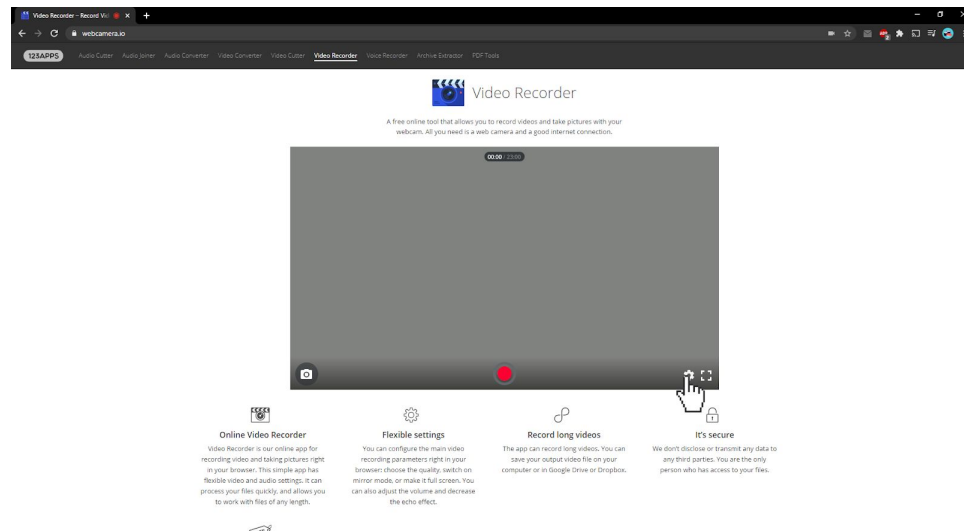 Video Recorder – Record Vid
webcamera.io
123APPS Audio Cutter Audio Joiner Audio Converter Video Converter Video Cutter Video Recorder Voice Recorder Archive Extractor PDF Tools
Video Recorder
A free online tool that allows you to record videos and take pictures with your
webcam. All you need is a web camera and a good internet connection.
00:00 / 23:00
Online Video Recorder
Video Recorder is our online app for
recording video and taking pictures right
in your browser. This simple app has
flexible video and audio settings. It can
process your files quickly, and allows you
to work with files of any length.
Flexible settings
You can configure the main video
recording parameters right in your
browser: choose the quality, switch on
mirror mode, or make it full screen. You
can also adjust the volume and decrease
the echo effect.
Record long videos
The app can record long videos. You can
save your output video file on your
computer or in Google Drive or Dropbox.
It's secure
We don't disclose or transmit any data to
any third parties. You are the only
person who has access to your files.